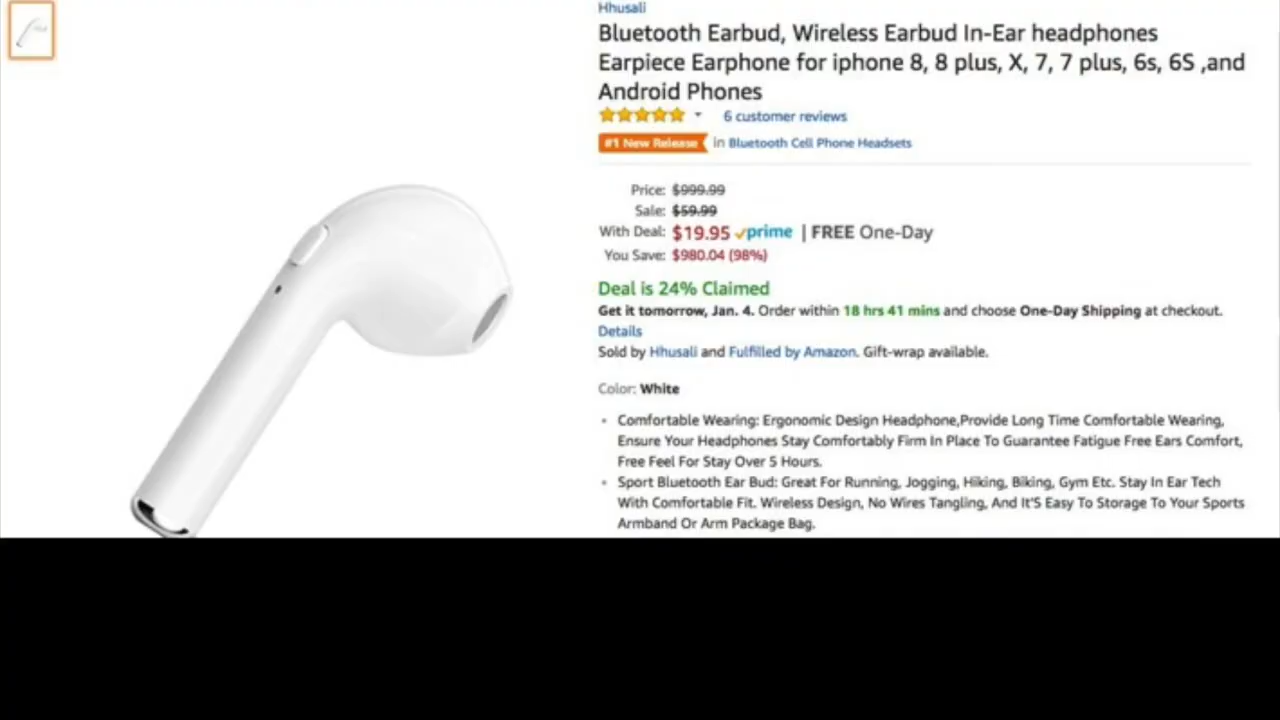 Hhusali
Bluetooth Earbud, Wireless Earbud In-Ear headphones
Earpiece Earphone for iphone 8, 8 plus, X, 7, 7 plus, 6s, 6S ,and
Android Phones
6 customer reviews
#1 New Release in Bluetooth Cell Phone Headsets
Price: $999.99
Sale: $59.99
With Deal: $19.95 prime | FREE One-Day
You Save: $980.04 (98%)
Deal is 24% Claimed
Get it tomorrow, Jan. 4. Order within 18 hrs 41 mins and choose One-Day Shipping at checkout.
Details
Sold by Hhusali and Fulfilled by Amazon. Gift-wrap available.
Color: White
• Comfortable Wearing: Ergonomic Design Headphone,Provide Long Time Comfortable Wearing,
Ensure Your Headphones Stay Comfortably Firm In Place To Guarantee Fatigue Free Ears Comfort,
Free Feel For Stay Over 5 Hours.
• Sport Bluetooth Ear Bud: Great For Running, Jogging, Hiking, Biking, Gym Etc. Stay In Ear Tech
With Comfortable Fit. Wireless Design, No Wires Tangling, And It'S Easy To Storage To Your Sports
Armband Or Arm Package Bag.